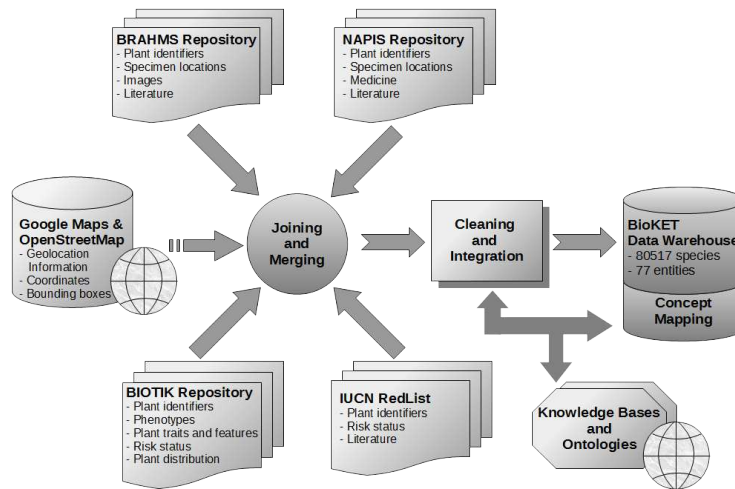 BRAHMS Repository
- Plant identifiers
- Specimen locations
- Images
- Literature
NAPIS Repository
- Plant identifiers
- Specimen locations
- Medicine
- Literature
Google Maps &
OpenStreetMap
- Geolocation
Information
- Coordinates
- Bounding boxes
Joining
and
Merging
Cleaning
and
Integration
BioKET
Data Warehouse
- 80517 species
- 77 entities
Concept
Mapping
BIOTIK Repository
- Plant identifiers
- Phenotypes
- Plant traits and features
- Risk status
- Plant distribution
IUCN RedList
- Plant identifiers
- Risk status
- Literature
Knowledge Bases
and
Ontologies